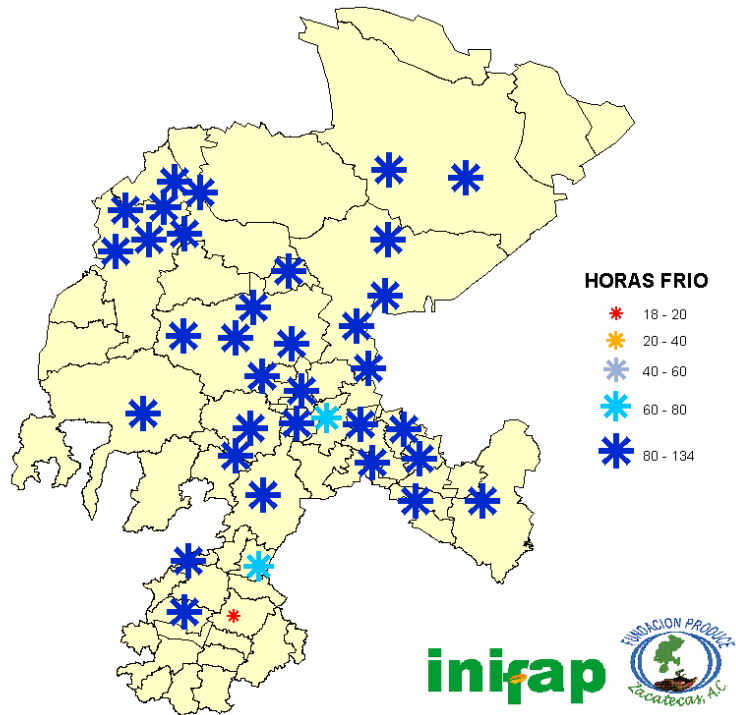 HORAS FRIO
18 - 20
20 - 40
40 - 60
60 - 80
80 - 134
inifap
FUNDACION PRODUCE
Zacatecas, A.C